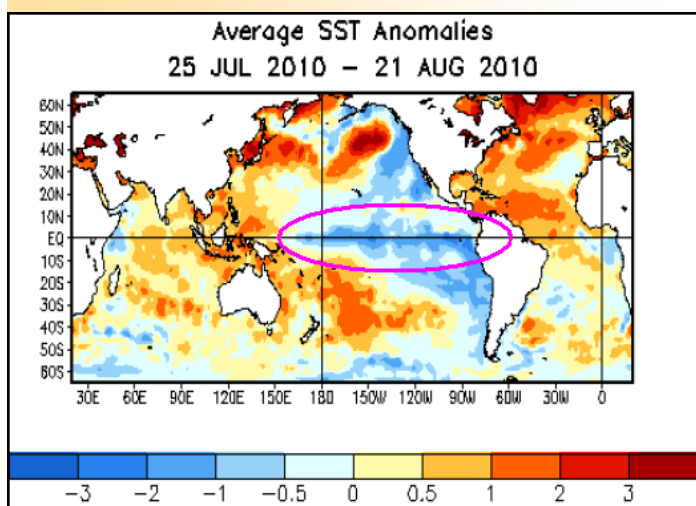 Average SST Anomalies
25 JUL 2010 – 21 AUG 2010
60N
50N
40N
30N
20N
10N
EQ
10S
20S
30S
40S
50S
60S
30E 60E 90E 120E 150E 180 150W 120W 90W 60W 30W 0
-3 -2 -1 -0.5 0 0.5 1 2 3